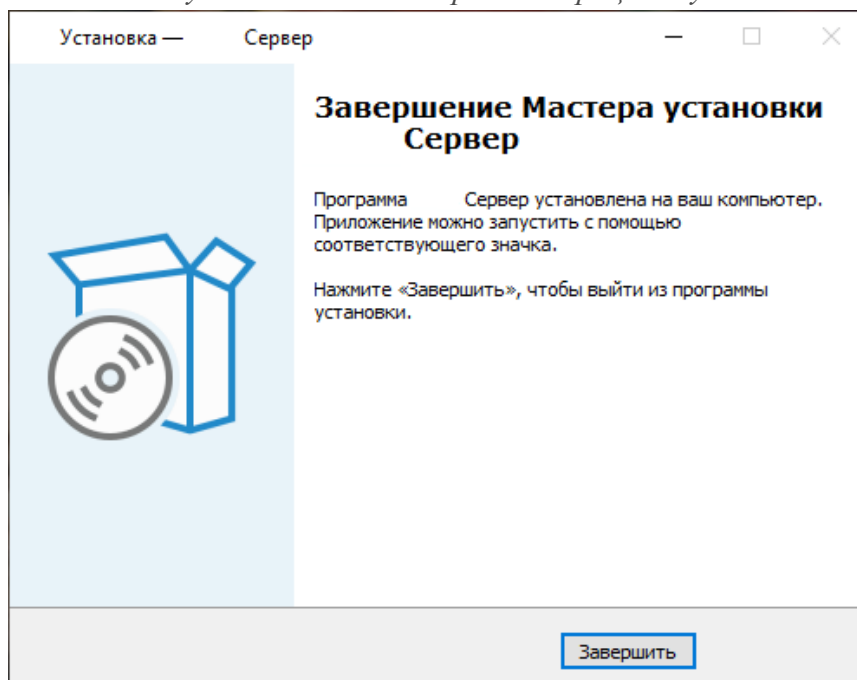 Установка — Сервер
Завершение Мастера установки
Сервер
Программа Сервер установлена на ваш компьютер.
Приложение можно запустить с помощью
соответствующего значка.
Нажмите «Завершить», чтобы выйти из программы
установки.
Завершить